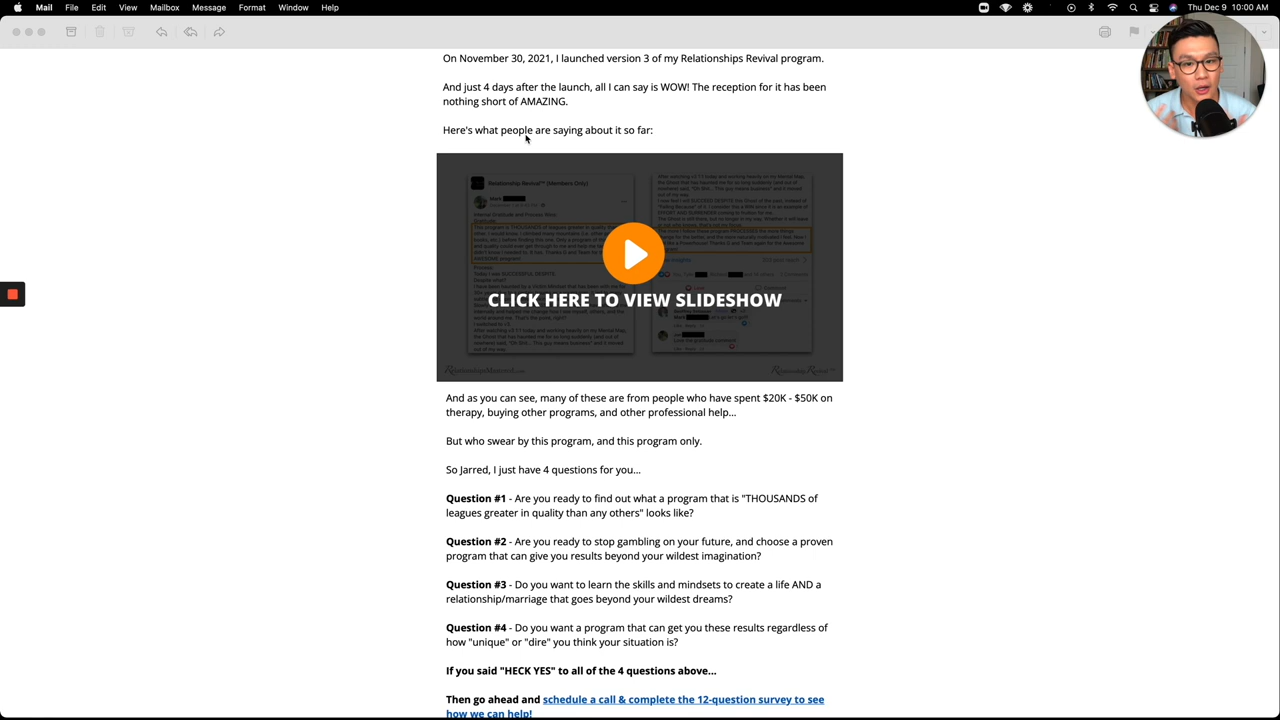 Mail File Edit View Mailbox Message Format Window Help Thu Dec 9 10:00 AM
On November 30, 2021, I launched version 3 of my Relationships Revival program.
And just 4 days after the launch, all I can say is WOW! The reception for it has been
nothing short of AMAZING.
Here's what people are saying about it so far:
Relationship Revival™ (Members Only)
Mark
CLICK HERE TO VIEW SLIDESHOW
And as you can see, many of these are from people who have spent $20K - $50K on
therapy, buying other programs, and other professional help...
But who swear by this program, and this program only.
So Jarred, I just have 4 questions for you...
Question #1 - Are you ready to find out what a program that is "THOUSANDS of
leagues greater in quality than any others" looks like?
Question #2 - Are you ready to stop gambling on your future, and choose a proven
program that can give you results beyond your wildest imagination?
Question #3 - Do you want to learn the skills and mindsets to create a life AND a
relationship/marriage that goes beyond your wildest dreams?
Question #4 - Do you want a program that can get you these results regardless of
how "unique" or "dire" you think your situation is?
If you said "HECK YES" to all of the 4 questions above...
Then go ahead and schedule a call & complete the 12-question survey to see
how we can help!